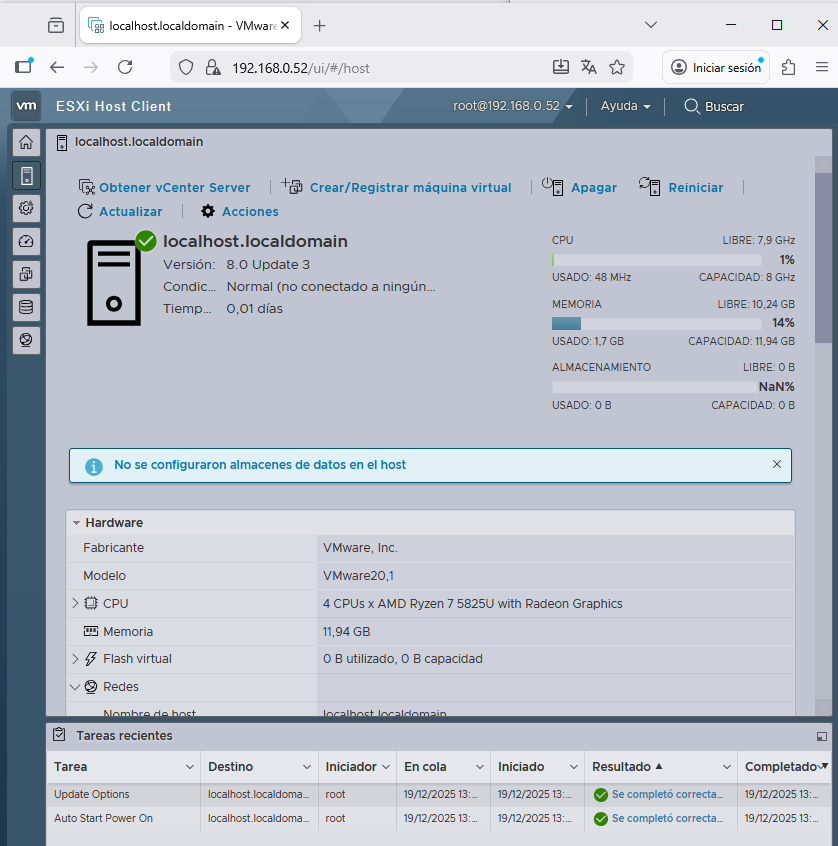 localhost.localdomain - VMware
192.168.0.52/ui/#/host
Iniciar sesión
vm ESXi Host Client
root@192.168.0.52
Ayuda
Buscar
localhost.localdomain
Obtener vCenter Server
Crear/Registrar máquina virtual
Apagar
Reiniciar
Actualizar
Acciones
localhost.localdomain
Versión: 8.0 Update 3
Condic... Normal (no conectado a ningún...
Tiemp... 0,01 días
CPU LIBRE: 7,9 GHz
1%
USADO: 48 MHz CAPACIDAD: 8 GHz
MEMORIA LIBRE: 10,24 GB
14%
USADO: 1,7 GB CAPACIDAD: 11,94 GB
ALMACENAMIENTO LIBRE: 0 B
NaN%
USADO: 0 B CAPACIDAD: 0 B
No se configuraron almacenes de datos en el host
Hardware
Fabricante VMware, Inc.
Modelo VMware20,1
CPU 4 CPUs x AMD Ryzen 7 5825U with Radeon Graphics
Memoria 11,94 GB
Flash virtual 0 B utilizado, 0 B capacidad
Redes
Nombre de host localhost.localdomain
Tareas recientes
Tarea Destino Iniciador En cola Iniciado Resultado Completado
Update Options localhost.localdoma... root 19/12/2025 13:... 19/12/2025 13:... Se completó correcta... 19/12/2025 13:...
Auto Start Power On localhost.localdoma... root 19/12/2025 13:... 19/12/2025 13:... Se completó correcta... 19/12/2025 13:...